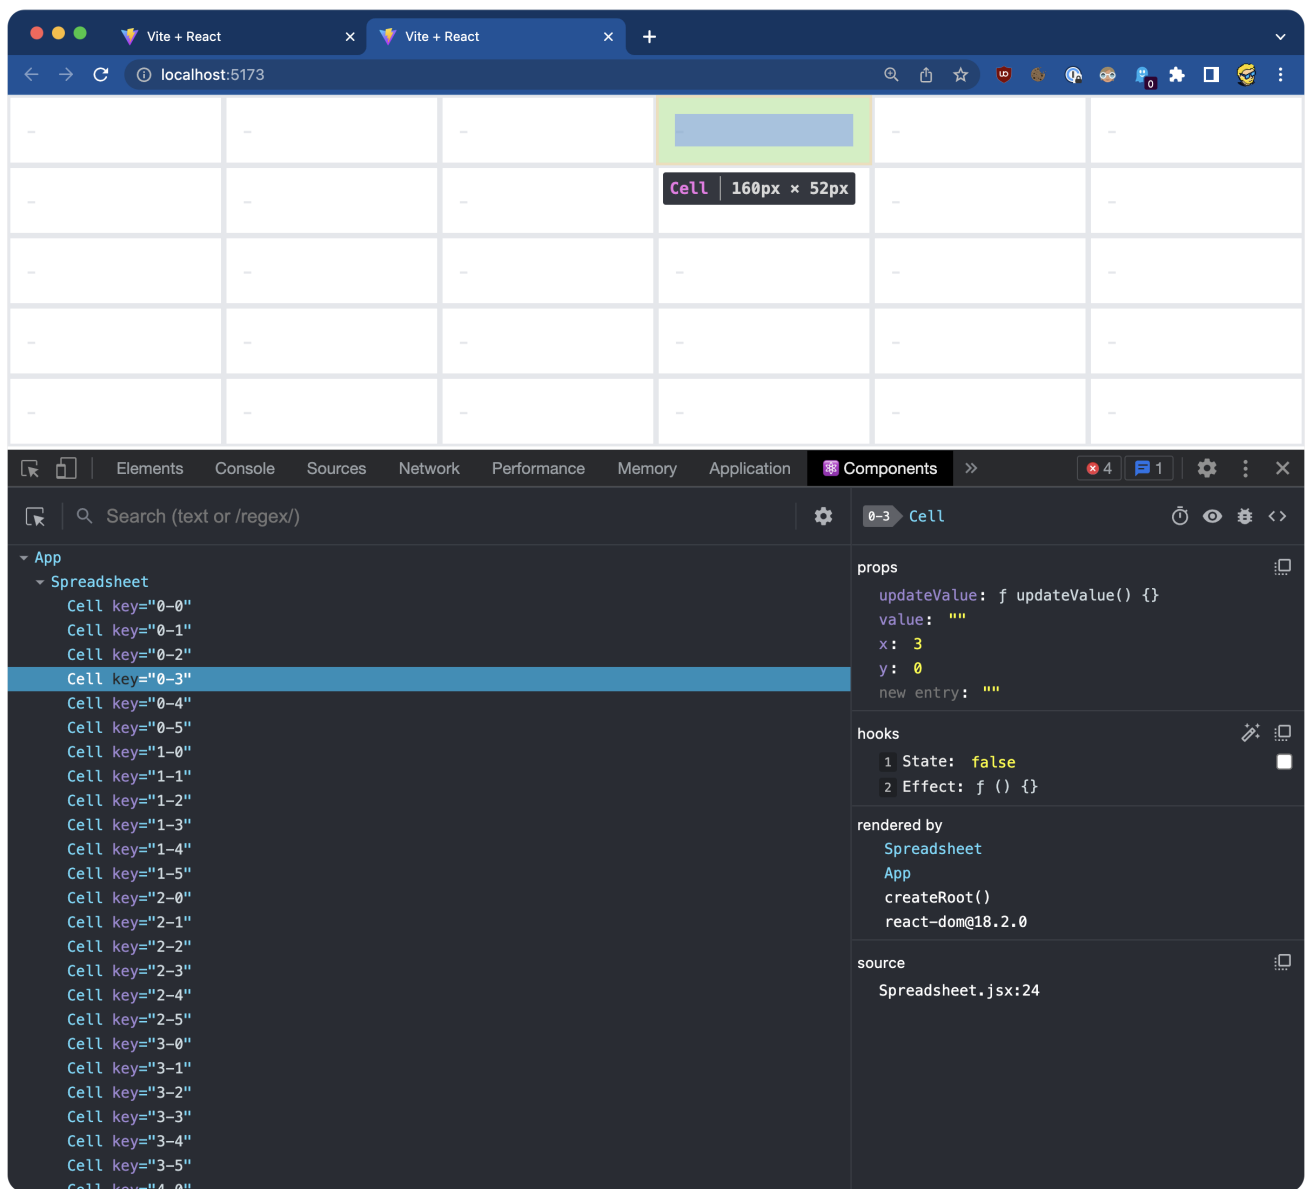 Vite + React
Vite + React
localhost:5173
0
– – – – – –
– – – – –
Cell 160px × 52px
– – – – – –
– – – – – –
– – – – – –
Elements Console Sources Network Performance Memory Application Components » 4 1
Search (text or /regex/)
0-3 Cell
App
Spreadsheet
Cell key="0-0"
Cell key="0-1"
Cell key="0-2"
Cell key="0-3"
Cell key="0-4"
Cell key="0-5"
Cell key="1-0"
Cell key="1-1"
Cell key="1-2"
Cell key="1-3"
Cell key="1-4"
Cell key="1-5"
Cell key="2-0"
Cell key="2-1"
Cell key="2-2"
Cell key="2-3"
Cell key="2-4"
Cell key="2-5"
Cell key="3-0"
Cell key="3-1"
Cell key="3-2"
Cell key="3-3"
Cell key="3-4"
Cell key="3-5"
Cell key="4-0"
props
updateValue: ƒ updateValue() {}
value: ""
x: 3
y: 0
new entry: ""
hooks
1 State: false
2 Effect: ƒ () {}
rendered by
Spreadsheet
App
createRoot()
react-dom@18.2.0
source
Spreadsheet.jsx:24